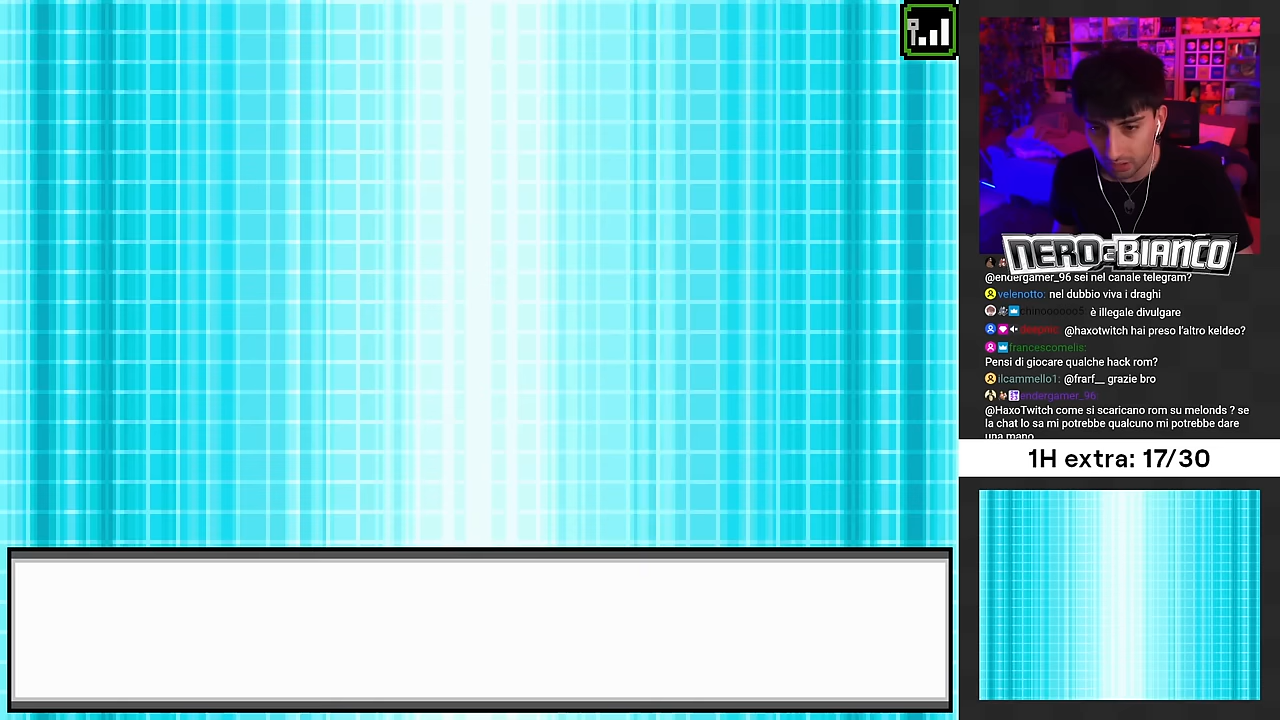 NERO E BIANCO
@endergamer_96 sei nel canale telegram?
velenotto: nel dubbio viva i draghi
è illegale divulgare
@haxotwitch hai preso l'altro keldeo?
francescomelis:
Pensi di giocare qualche hack rom?
ilcammello1: @frarf__ grazie bro
endergamer_96:
@HaxoTwitch come si scaricano rom su melonds ? se
la chat lo sa mi potrebbe qualcuno mi potrebbe dare
una mano
1H extra: 17/30